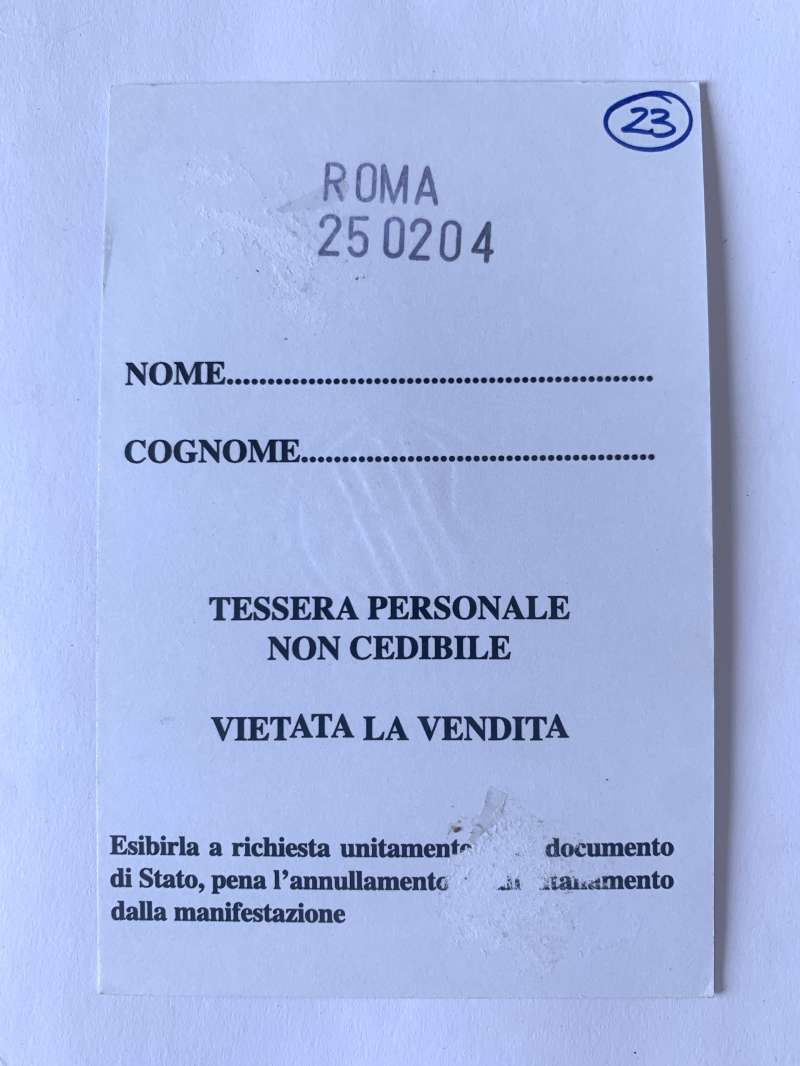 23
ROMA
250204
NOME......................................................
COGNOME...........................................
TESSERA PERSONALE
NON CEDIBILE
VIETATA LA VENDITA
Esibirla a richiesta documento
di Stato, pena l'annullamento
dalla manifestazione